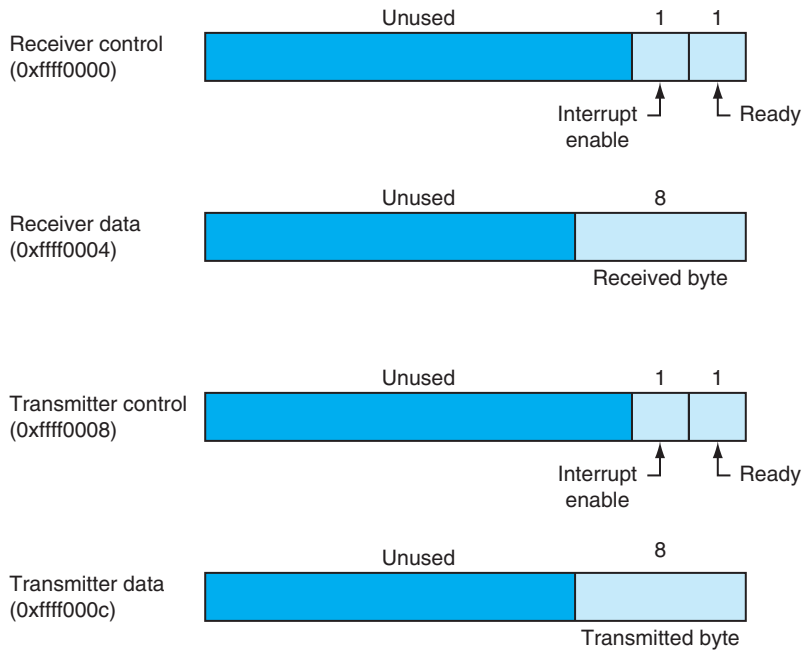 Unused
1 1
Receiver control
(0xffff0000)
Interrupt
enable
Ready
Unused
8
Receiver data
(0xffff0004)
Received byte
Unused
1 1
Transmitter control
(0xffff0008)
Interrupt
enable
Ready
Unused
8
Transmitter data
(0xffff000c)
Transmitted byte